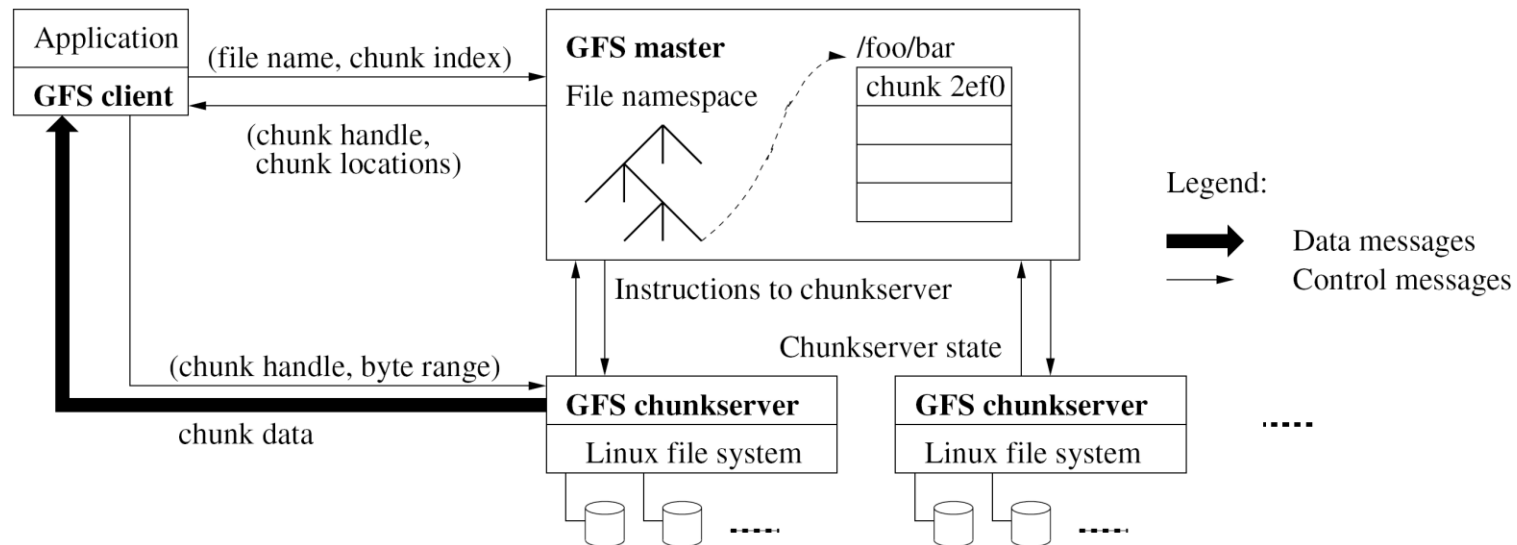 Application
GFS client
(file name, chunk index)
(chunk handle,
chunk locations)
GFS master
File namespace
/foo/bar
chunk 2ef0
Instructions to chunkserver
Chunkserver state
(chunk handle, byte range)
chunk data
GFS chunkserver
Linux file system
GFS chunkserver
Linux file system
Legend:
Data messages
Control messages